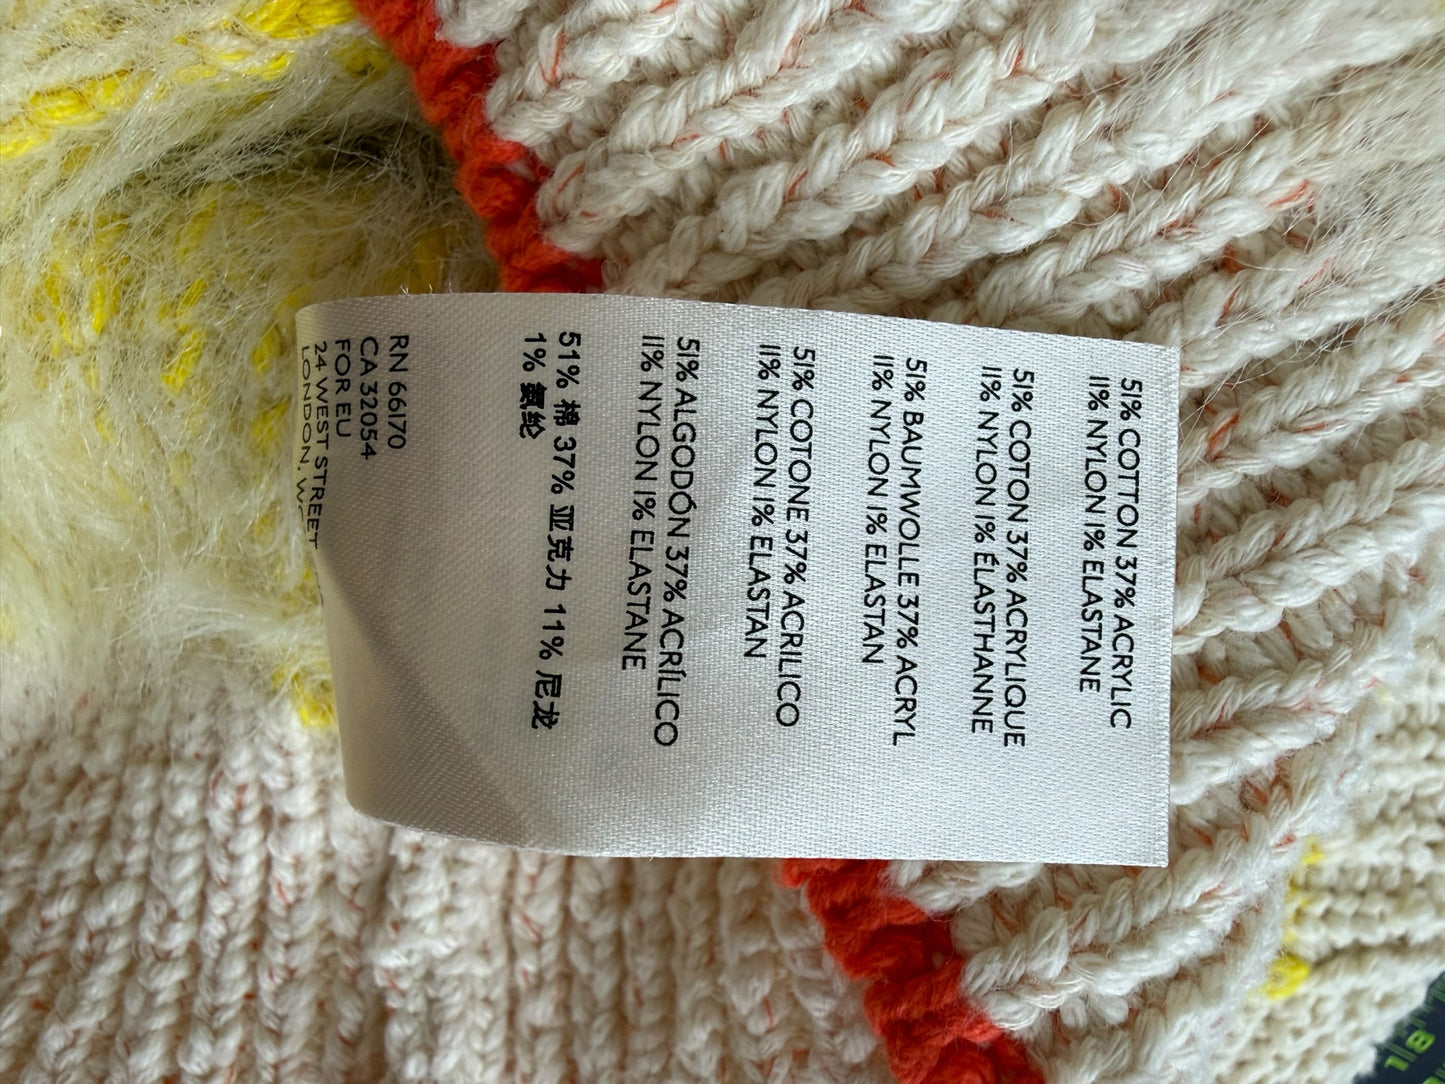 51% COTTON 37% ACRYLIC
11% NYLON 1% ELASTANE
51% COTON 37% ACRYLIQUE
11% NYLON 1% ÉLASTHANNE
51% BAUMWOLLE 37% ACRYL
11% NYLON 1% ELASTAN
51% COTONE 37% ACRILICO
11% NYLON 1% ELASTAN
51% ALGODÓN 37% ACRÍLICO
11% NYLON 1% ELASTANE
51% 棉 37% 亚克力 11% 尼龙
1% 氨纶
RN 66170
CA 32054
FOR EU
24 WEST STREET
LONDON,